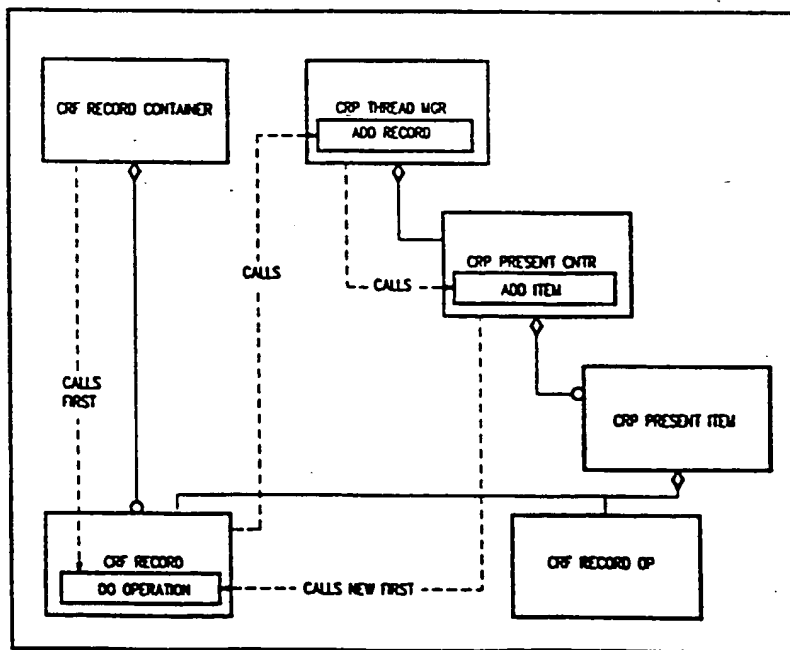 CRF RECORD CONTAINER
CRP THREAD MGR
ADD RECORD
CRP PRESENT CNTR
ADD ITEM
CALLS
CALLS
CALLS
FIRST
CRP PRESENT ITEM
CRF RECORD
DO OPERATION
CALLS NEW FIRST
CRF RECORD OP